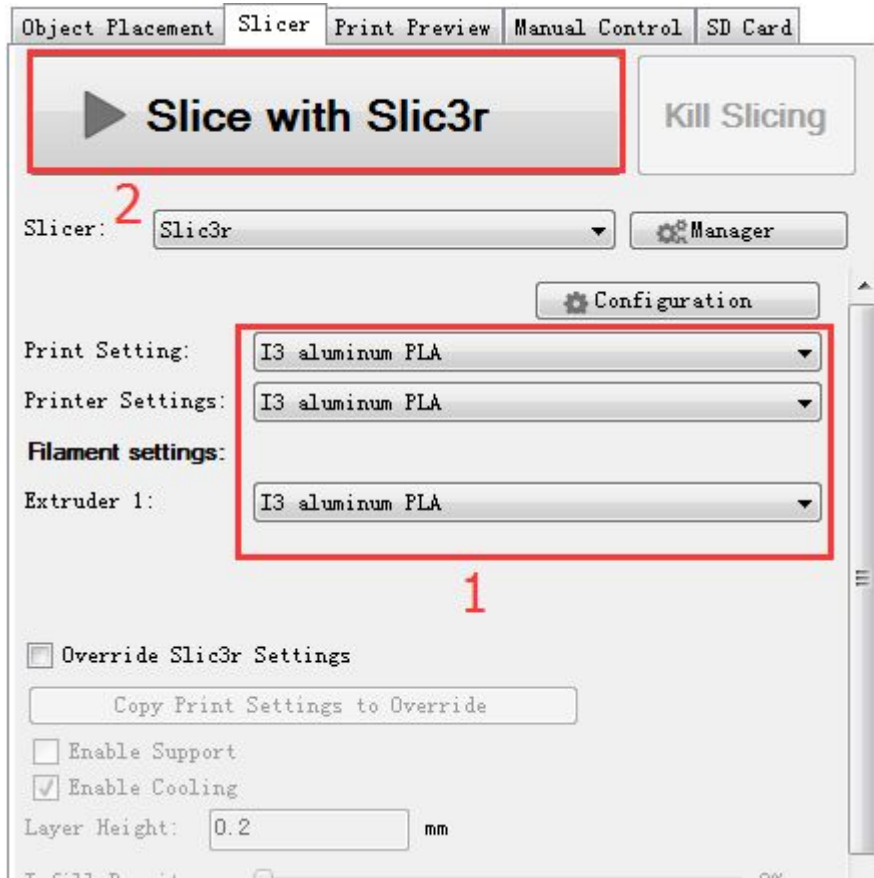 Object Placement Slicer Print Preview Manual Control SD Card
Slice with Slic3r Kill Slicing
2
Slicer: Slic3r Manager
Configuration
Print Setting: I3 aluminum PLA
Printer Settings: I3 aluminum PLA
Filament settings:
Extruder 1: I3 aluminum PLA
1
Override Slic3r Settings
Copy Print Settings to Override
Enable Support
Enable Cooling
Layer Height: 0.2 mm